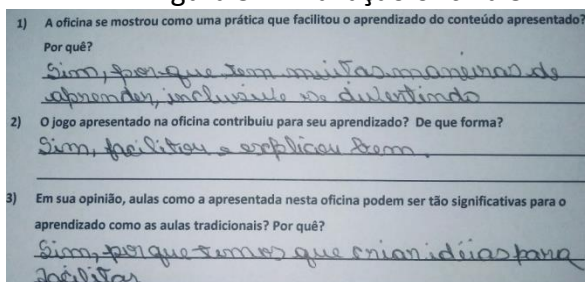 1) A oficina se mostrou como uma prática que facilitou o aprendizado do conteúdo apresentado?
Por quê?
Sim, por que tem muitas maneiras de
aprender, inclusive se divertindo
2) O jogo apresentado na oficina contribuiu para seu aprendizado? De que forma?
Sim, facilitou e explicou bem.
3) Em sua opinião, aulas como a apresentada nesta oficina podem ser tão significativas para o
aprendizado como as aulas tradicionais? Por quê?
Sim, porque temos que criar idéias para
facilitar